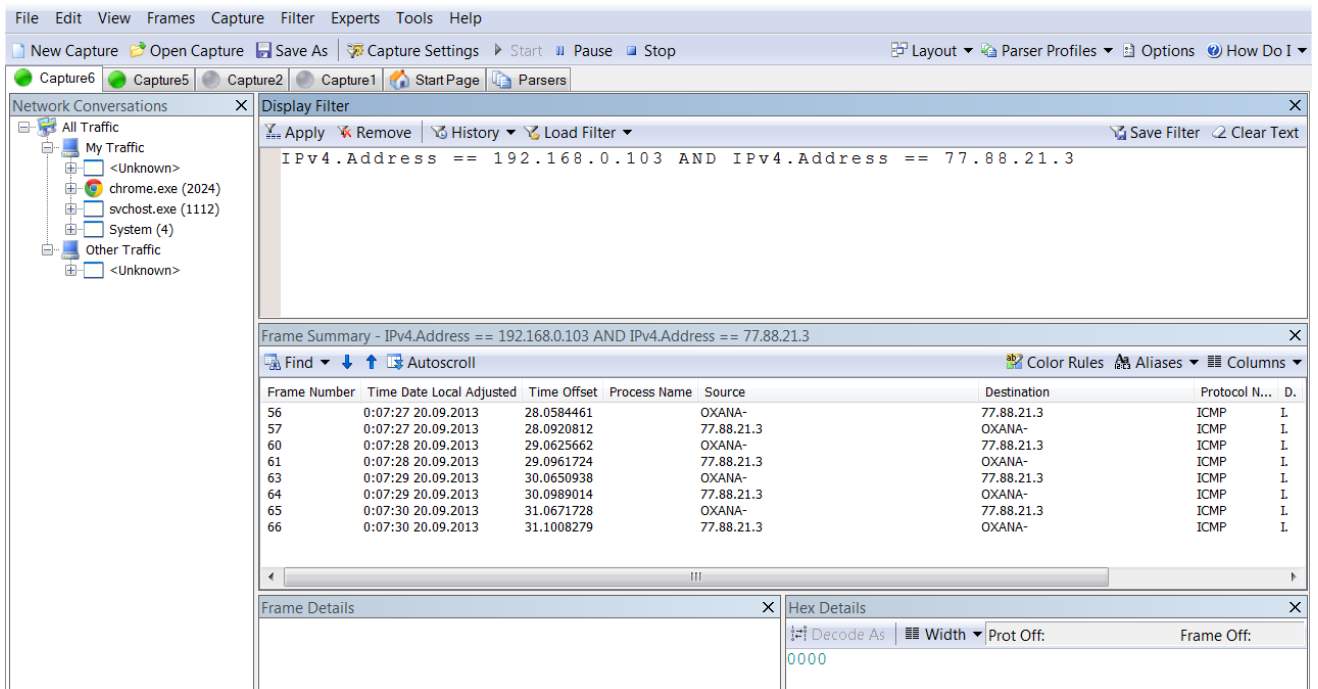 File Edit View Frames Capture Filter Experts Tools Help
New Capture Open Capture Save As Capture Settings Start Pause Stop Layout Parser Profiles Options How Do I
Capture6 Capture5 Capture2 Capture1 Start Page Parsers
Network Conversations
All Traffic
My Traffic
<Unknown>
chrome.exe (2024)
svchost.exe (1112)
System (4)
Other Traffic
<Unknown>
Display Filter
Apply Remove History Load Filter Save Filter Clear Text
IPv4.Address == 192.168.0.103 AND IPv4.Address == 77.88.21.3
Frame Summary - IPv4.Address == 192.168.0.103 AND IPv4.Address == 77.88.21.3
Find Autoscroll Color Rules Aliases Columns
Frame Number Time Date Local Adjusted Time Offset Process Name Source Destination Protocol N... D.
56 0:07:27 20.09.2013 28.0584461 OXANA- 77.88.21.3 ICMP I.
57 0:07:27 20.09.2013 28.0920812 77.88.21.3 OXANA- ICMP I.
60 0:07:28 20.09.2013 29.0625662 OXANA- 77.88.21.3 ICMP I.
61 0:07:28 20.09.2013 29.0961724 77.88.21.3 OXANA- ICMP I.
63 0:07:29 20.09.2013 30.0650938 OXANA- 77.88.21.3 ICMP I.
64 0:07:29 20.09.2013 30.0989014 77.88.21.3 OXANA- ICMP I.
65 0:07:30 20.09.2013 31.0671728 OXANA- 77.88.21.3 ICMP I.
66 0:07:30 20.09.2013 31.1008279 77.88.21.3 OXANA- ICMP I.
Frame Details
Hex Details
Decode As Width Prot Off: Frame Off:
0000